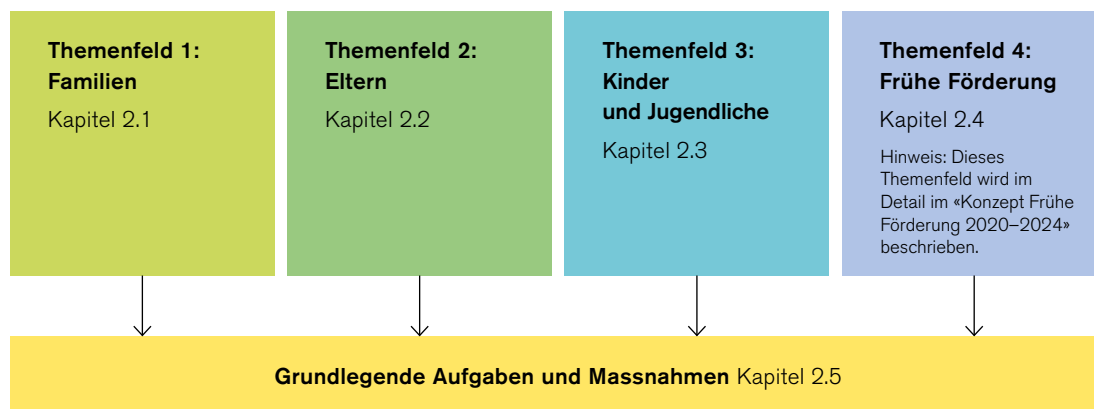 Themenfeld 1:
Familien
Kapitel 2.1
Themenfeld 2:
Eltern
Kapitel 2.2
Themenfeld 3:
Kinder
und Jugendliche
Kapitel 2.3
Themenfeld 4:
Frühe Förderung
Kapitel 2.4
Hinweis: Dieses
Themenfeld wird im
Detail im «Konzept Frühe
Förderung 2020–2024»
beschrieben.
Grundlegende Aufgaben und Massnahmen Kapitel 2.5